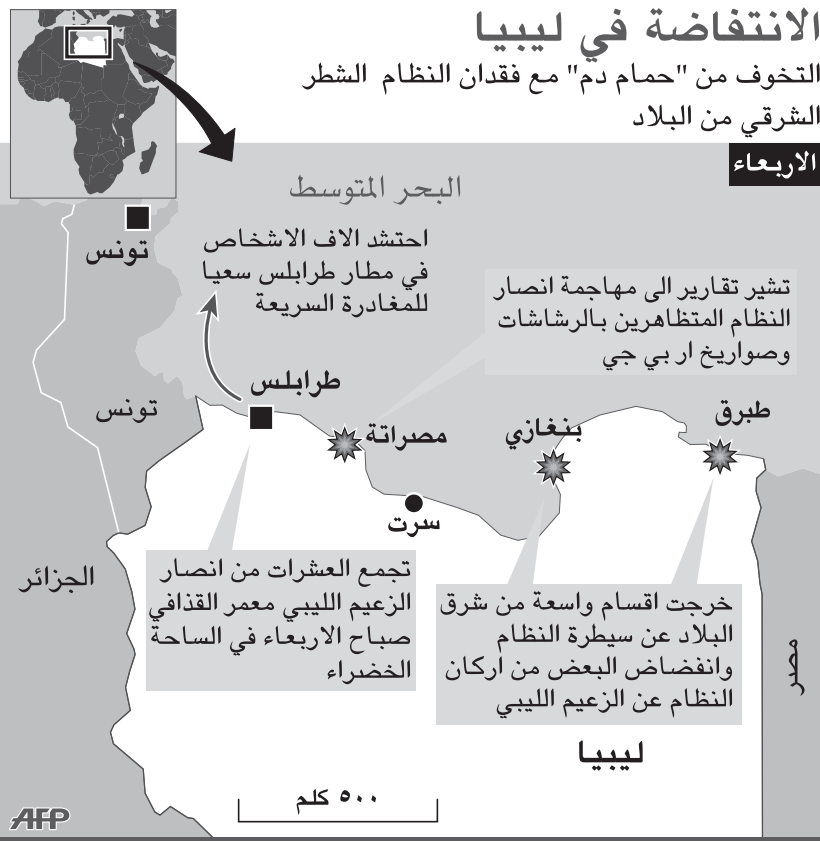 الانتفاضة في ليبيا
التخوف من "حمام دم" مع فقدان النظام الشطر
الشرقي من البلاد
الاربعاء
البحر المتوسط
تونس
احتشد الاف الاشخاص
في مطار طرابلس سعيا
للمغادرة السريعة
تشير تقارير الى مهاجمة انصار
النظام المتظاهرين بالرشاشات
وصواريخ ار بي جي
طرابلس
تونس
طبرق
بنغازي
مصراتة
سرت
الجزائر
تجمع العشرات من انصار
الزعيم الليبي معمر القذافي
صباح الاربعاء في الساحة
الخضراء
خرجت اقسام واسعة من شرق
البلاد عن سيطرة النظام
وانفضاض البعض من اركان
النظام عن الزعيم الليبي
مصر
ليبيا
٥٠٠ كلم
AFP